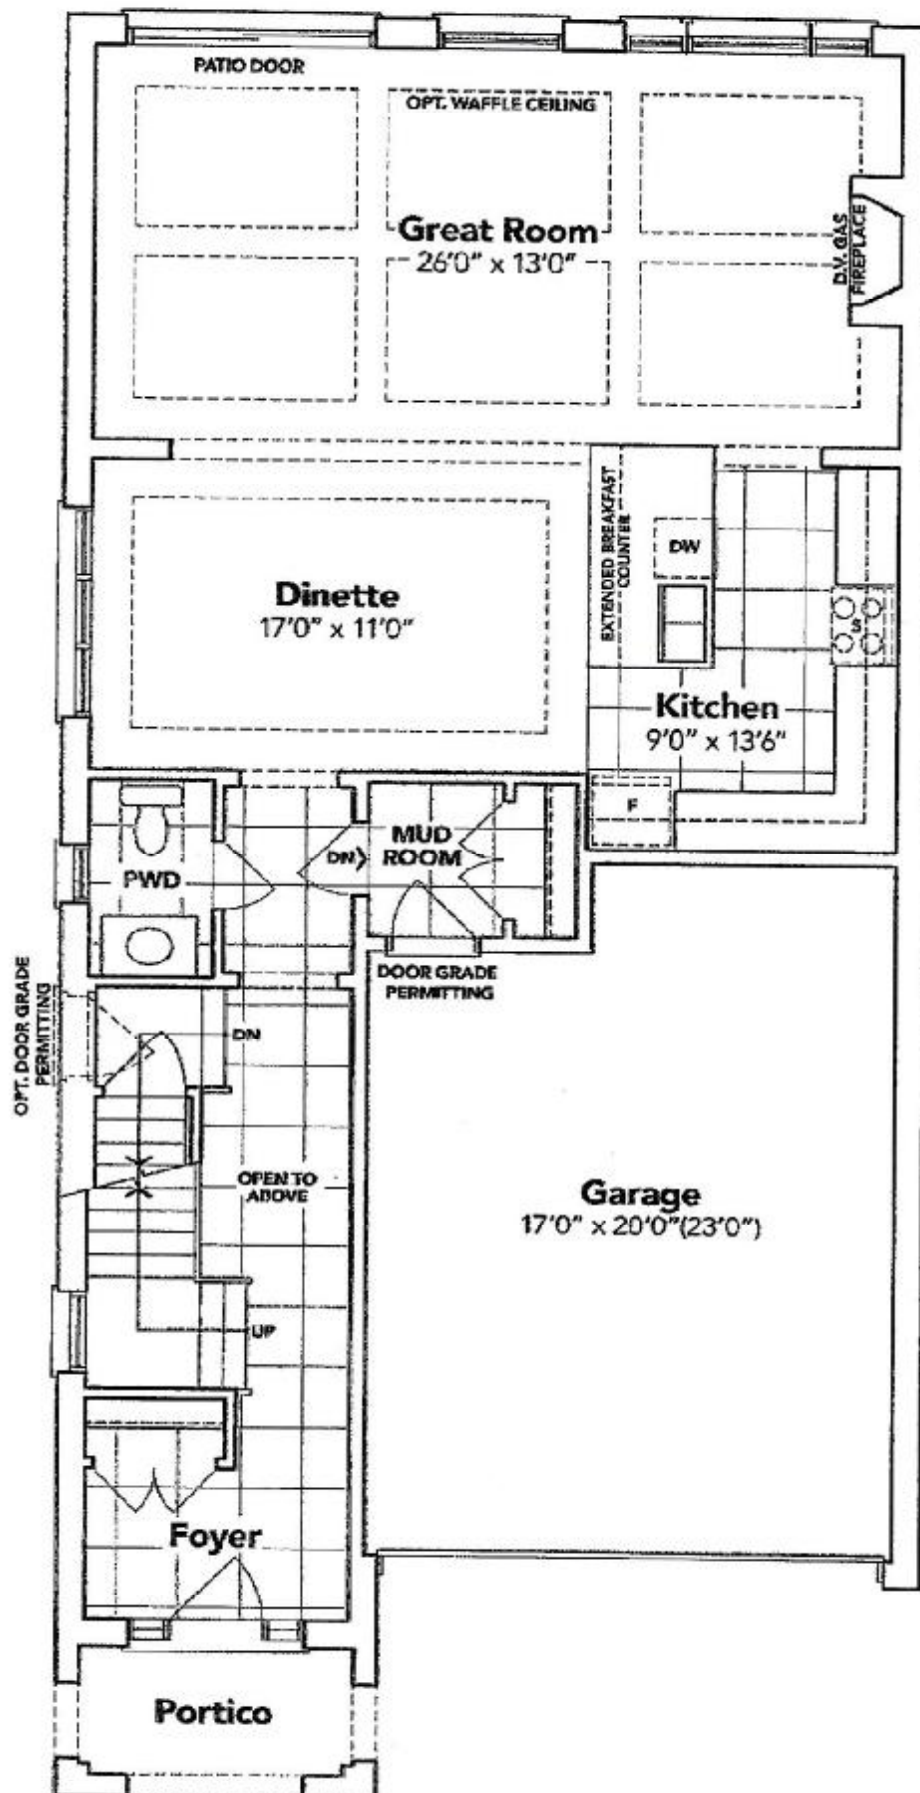 PATIO DOOR
OPT. WAFFLE CEILING
Great Room
26'0" x 13'0"
D.V. GAS
FIREPLACE
EXTENDED BREAKFAST
COUNTER
DW
S
Dinette
17'0" x 11'0"
Kitchen
9'0" x 13'6"
F
MUD
ROOM
DN
PWD
DOOR GRADE
PERMITTING
OPT. DOOR GRADE
PERMITTING
DN
OPEN TO
ABOVE
Garage
17'0" x 20'0"(23'0")
UP
Foyer
Portico